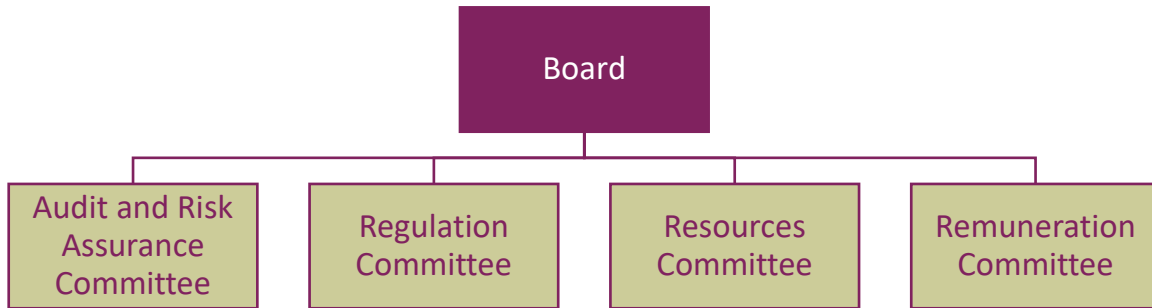 Board
Audit and Risk
Assurance
Committee
Regulation
Committee
Resources
Committee
Remuneration
Committee